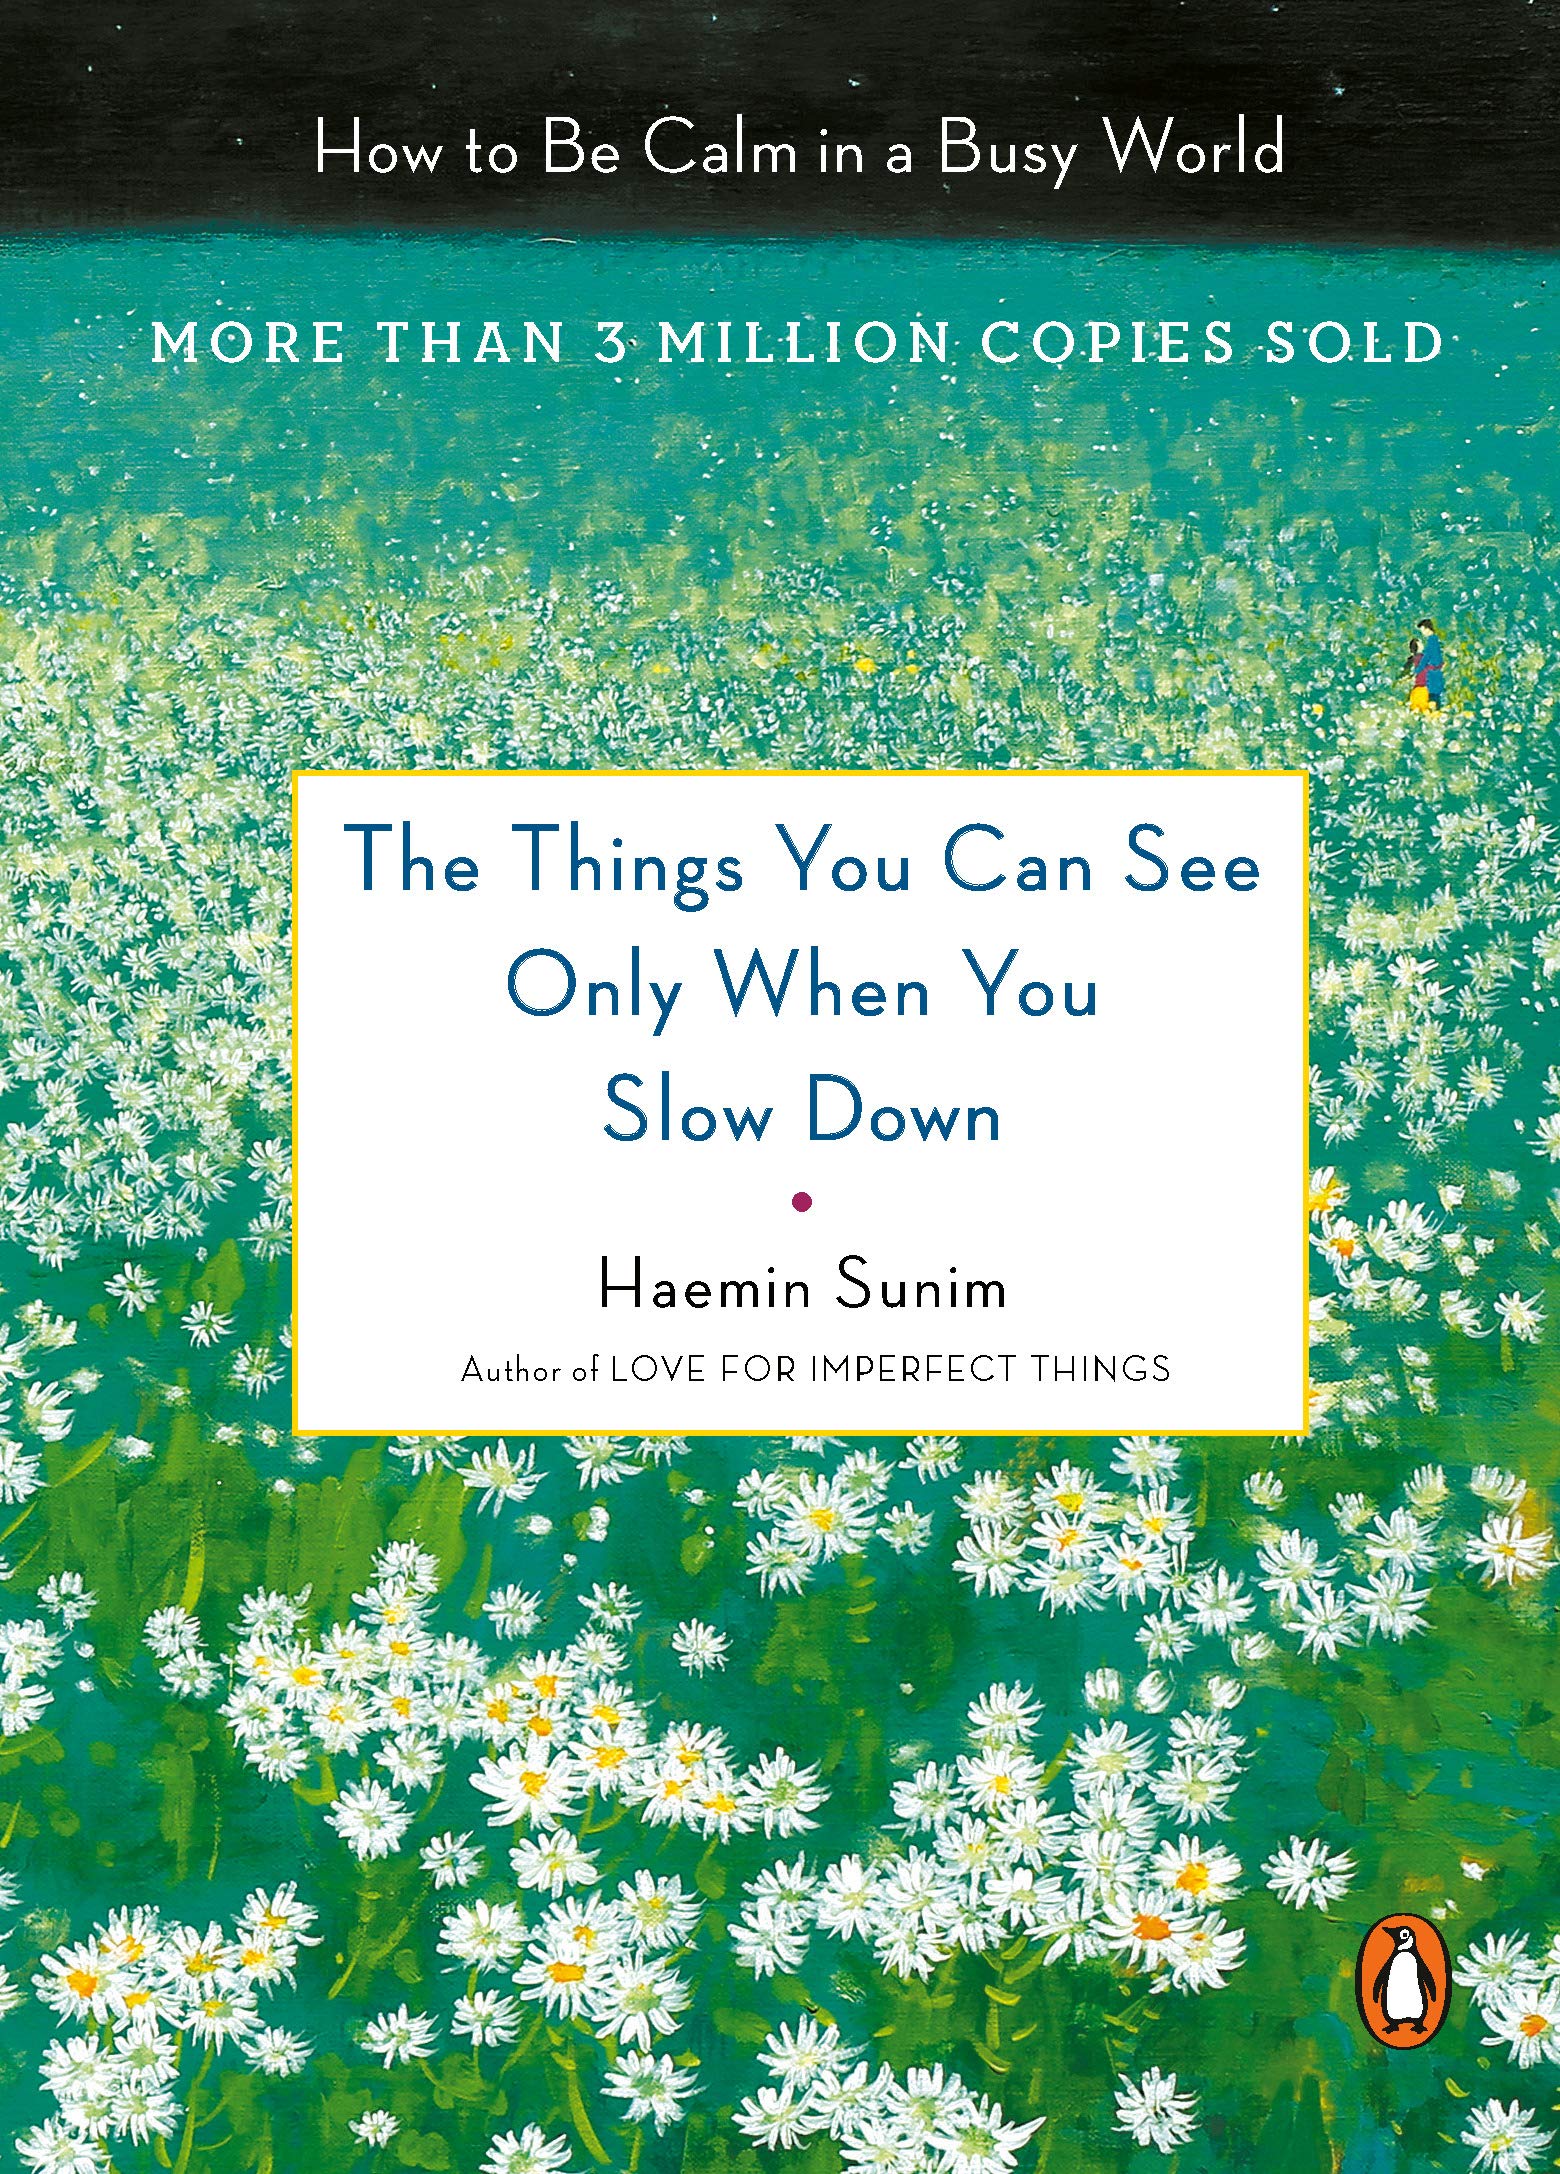 How to Be Calm in a Busy World
MORE THAN 3 MILLION COPIES SOLD
The Things You Can See
Only When You
Slow Down
Haemin Sunim
Author of LOVE FOR IMPERFECT THINGS